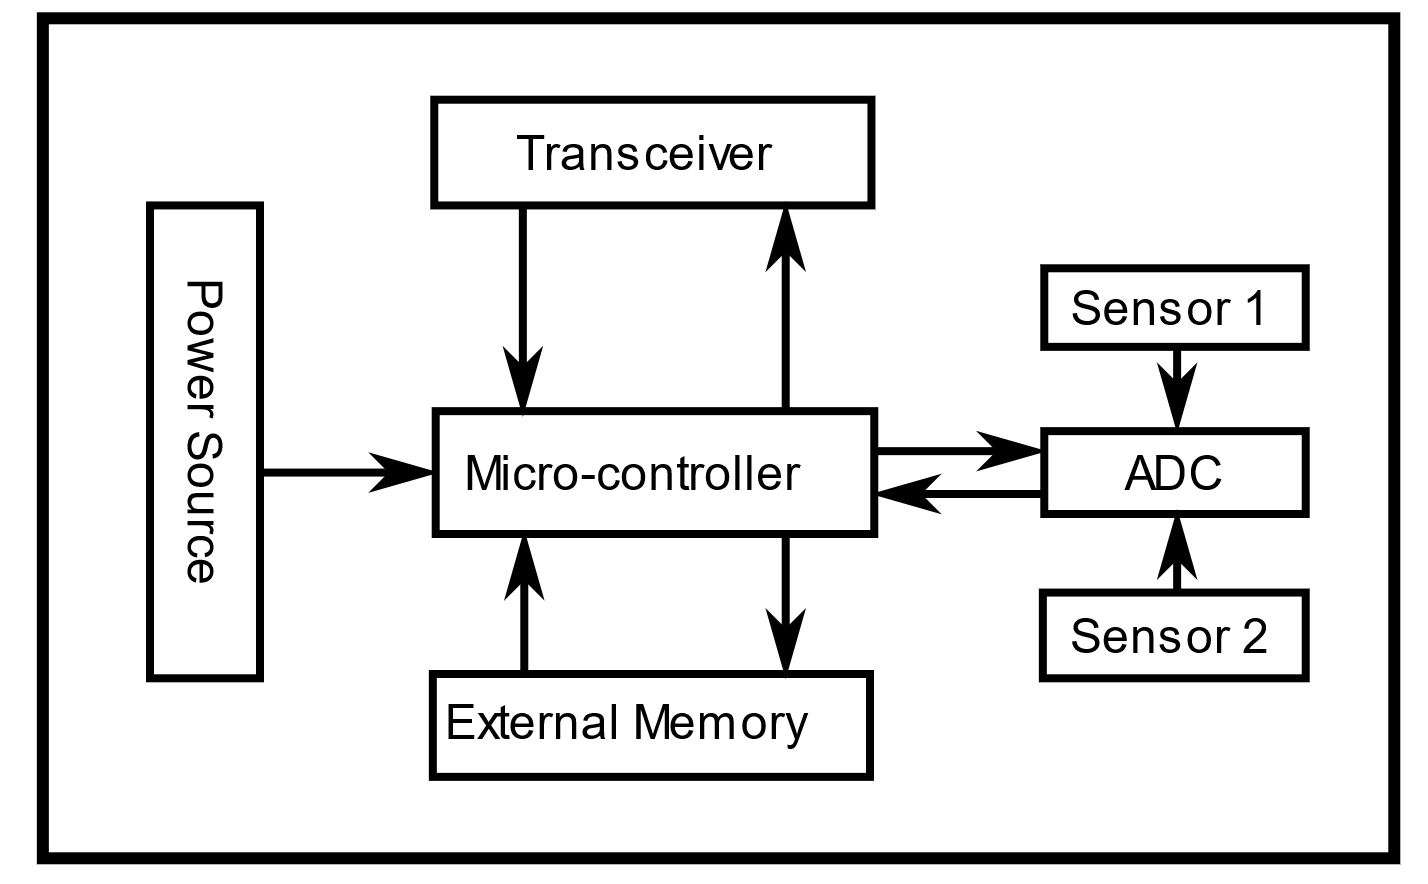 Transceiver
Power Source
Sensor 1
Micro-controller
ADC
Sensor 2
External Memory